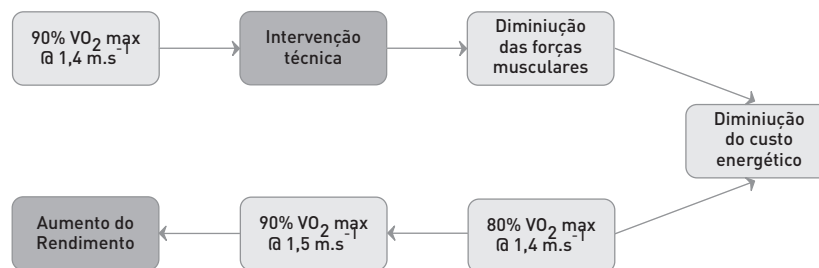 90% VO2 max
@ 1,4 m.s-1
Intervenção
técnica
Diminiução
das forças
musculares
Diminiução
do custo
energético
80% VO2 max
@ 1,4 m.s-1
90% VO2 max
@ 1,5 m.s-1
Aumento do
Rendimento